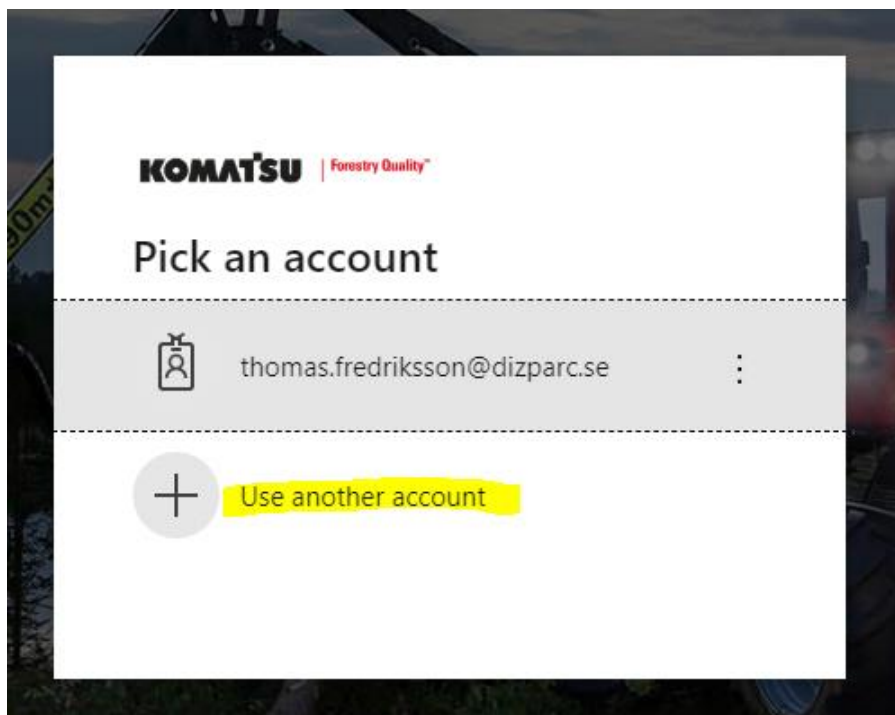 KOMATSU | Forestry Quality™
Pick an account
thomas.fredriksson@dizparc.se
Use another account